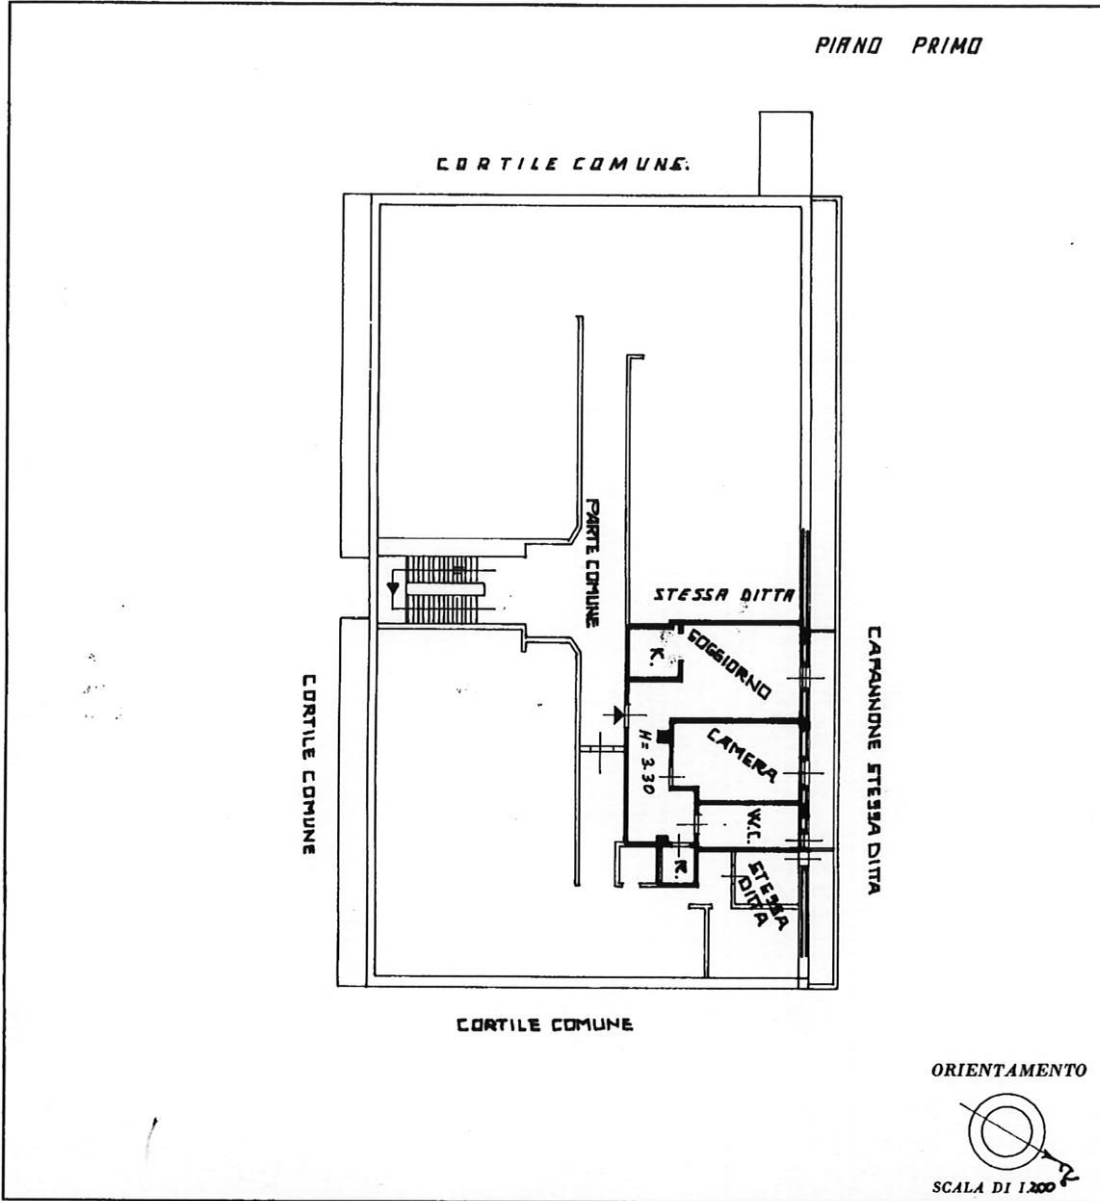 PIANO PRIMO
CORTILE COMUNE.
PARTE COMUNE
STESSA DITTA
K.
SOGGIORNO
CAPANNONE STESSA DITTA
CORTILE COMUNE
H= 3.30
CAMERA
W.C.
R.
STESSA
DITTA
CORTILE COMUNE
ORIENTAMENTO
SCALA DI 1:200